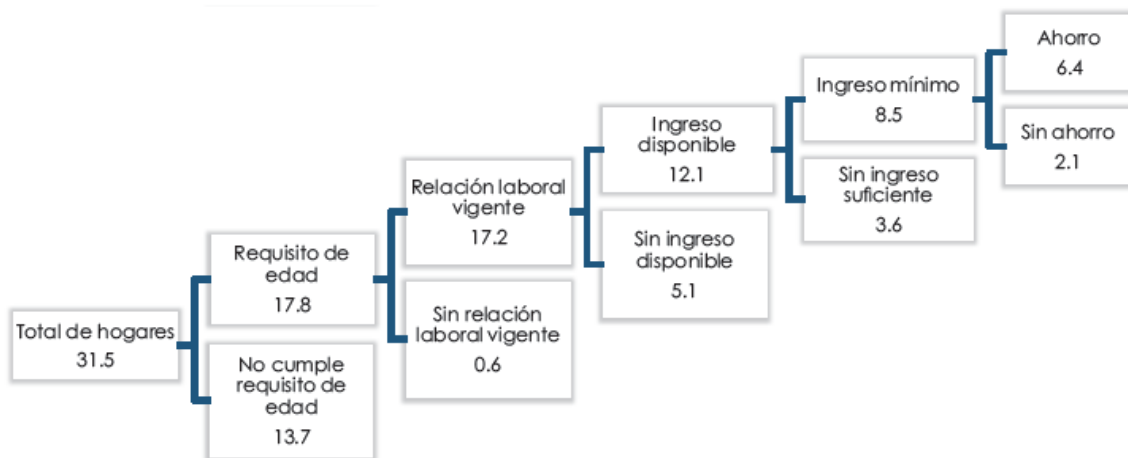 Total de hogares
31.5
Requisito de
edad
17.8
No cumple
requisito de
edad
13.7
Relación laboral
vigente
17.2
Sin relación
laboral vigente
0.6
Ingreso
disponible
12.1
Sin ingreso
disponible
5.1
Ingreso mínimo
8.5
Sin ingreso
suficiente
3.6
Ahorro
6.4
Sin ahorro
2.1